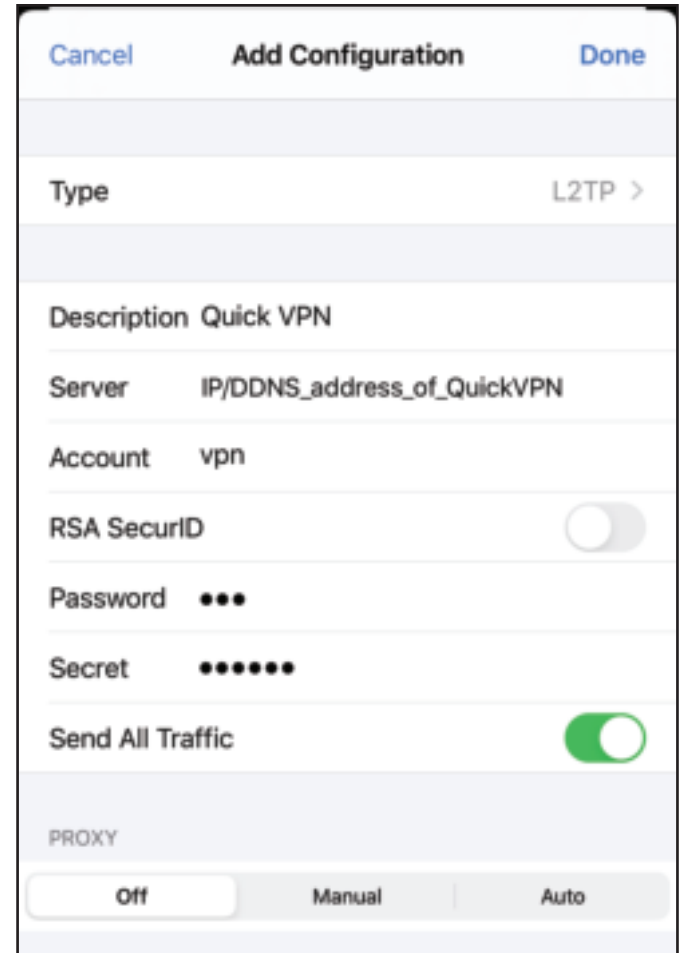 Cancel Add Configuration Done
Type L2TP >
Description Quick VPN
Server IP/DDNS_address_of_QuickVPN
Account vpn
RSA SecurID
Password •••
Secret ••••••
Send All Traffic
PROXY
Off Manual Auto